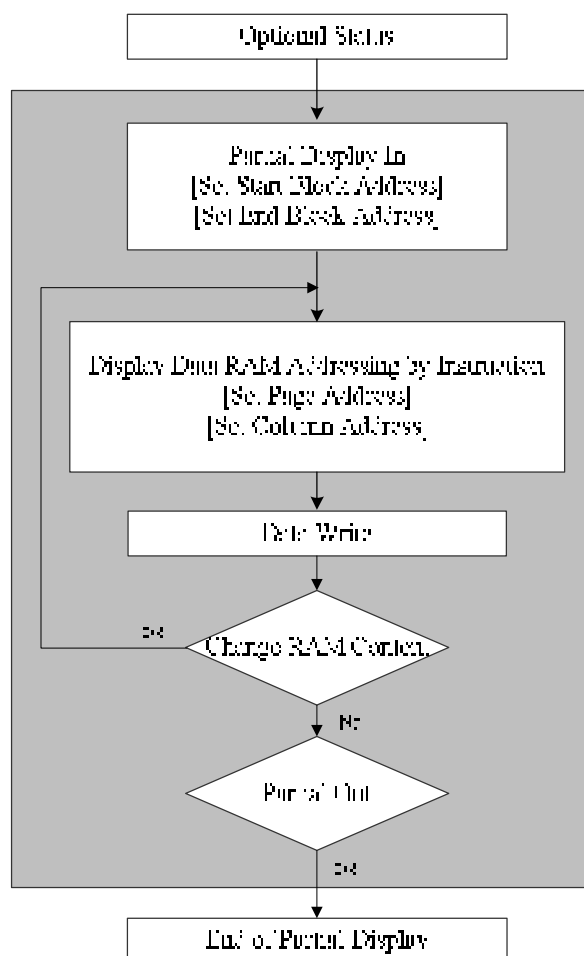 Optional Status
Partial Display In
[Set Start Block Address]
[Set End Block Address]
Display Data RAM Addressing by Instruction
[Set Page Address]
[Set Column Address]
Data Write
Change RAM Content
No
Partial Out
End of Partial Display